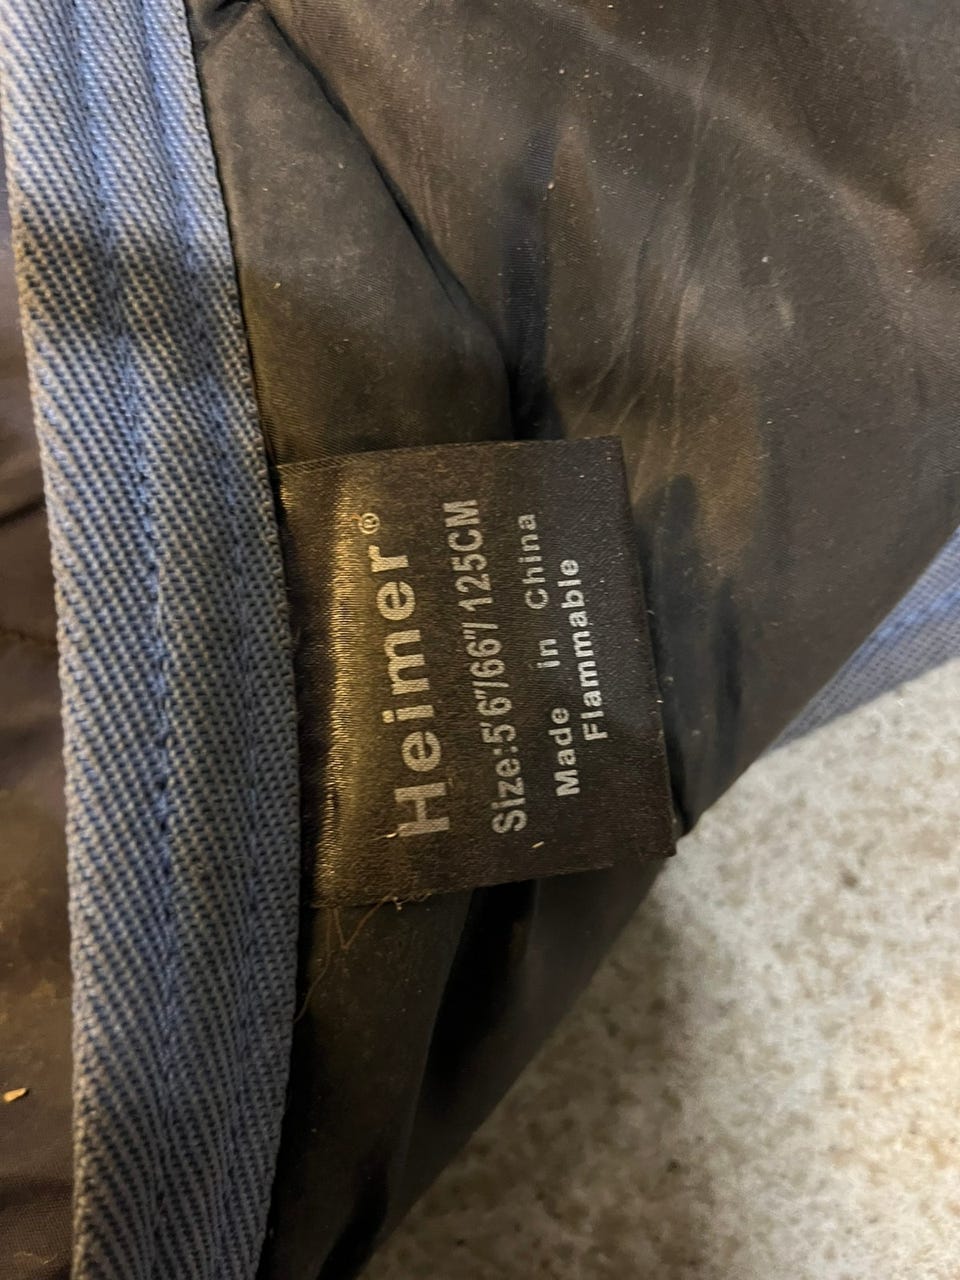 Heimer®
Size:5'6"/66"/125CM
Made in China
Flammable